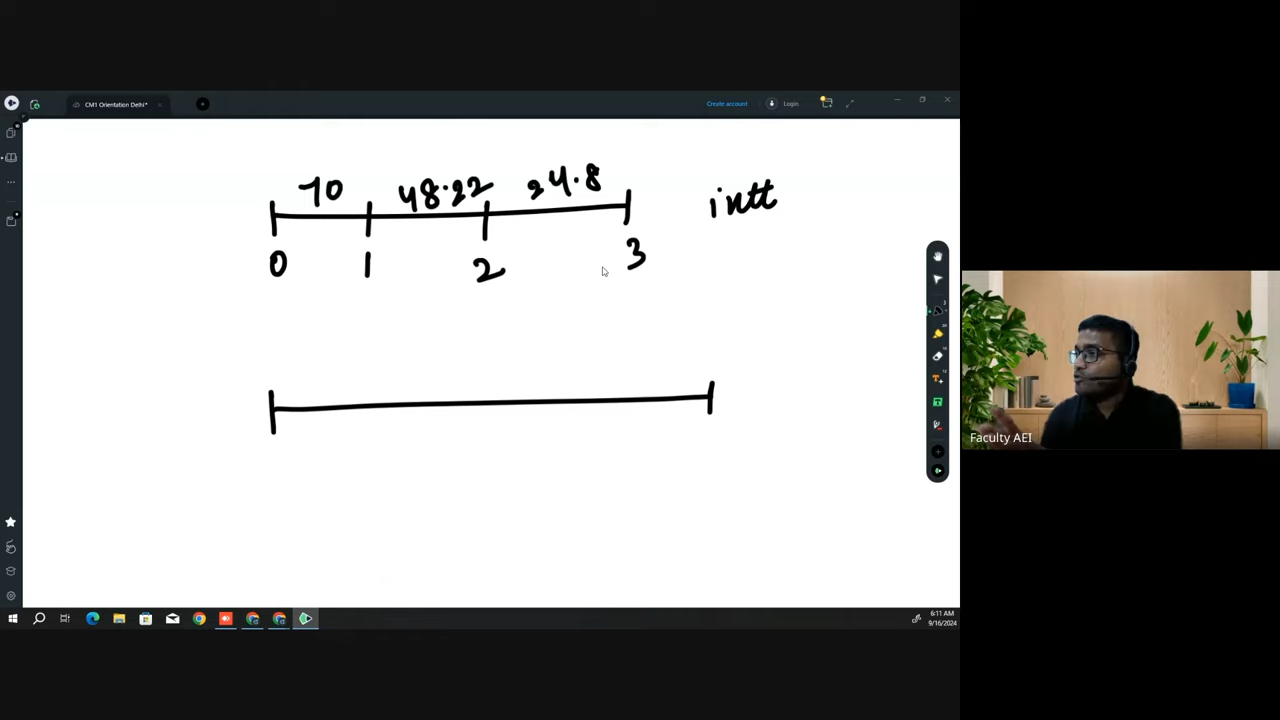 CM1 Orientation Delhi*
Create account
Login
70 48.22 24.8
intt
0 1 2 3
Faculty AEI
6:11 AM
9/16/2024